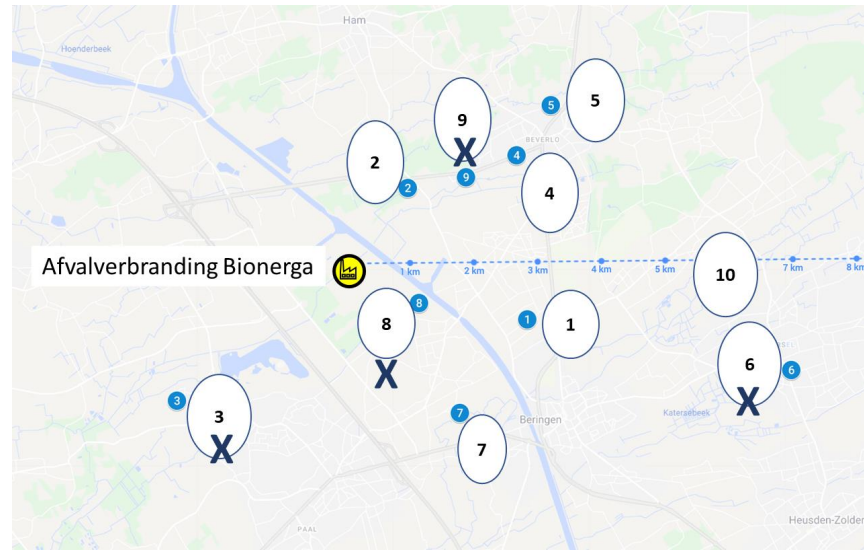 Ham
Hoenderbeek
5
9
5
BEVERLO
2
4
9
2
4
Afvalverbranding Bionerga
1 km
2 km
3 km
4 km
5 km
10
7 km
8 km
8
8
1
1
X
6
6
3
3
X
X
X
Kateraebeek
7
Beringen
7
PAAL
Heusden-Zolder